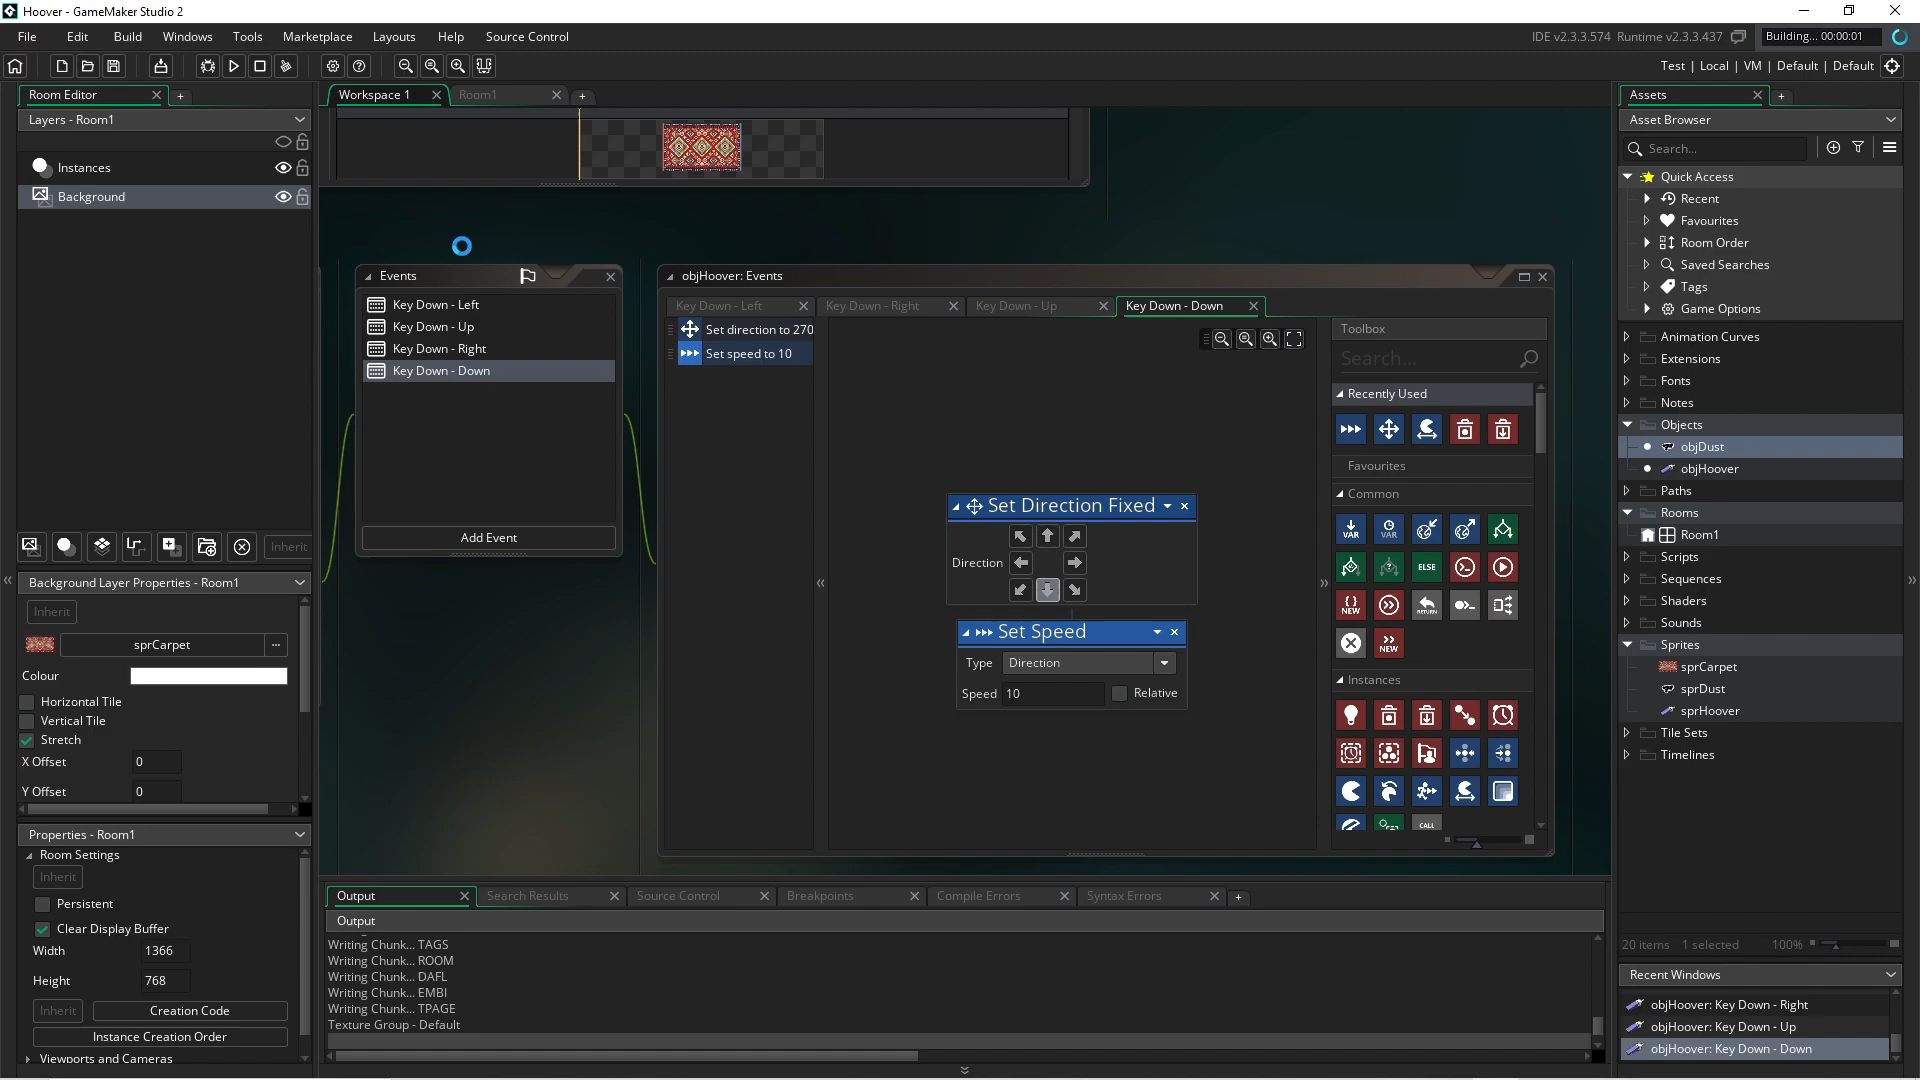 Hoover - GameMaker Studio 2
File Edit Build Windows Tools Marketplace Layouts Help Source Control
IDE v2.3.3.574 Runtime v2.3.3.437 Building... 00:00:01
Test | Local | VM | Default | Default
Room Editor
Layers - Room1
Instances
Background
Inherit
Background Layer Properties - Room1
Inherit
sprCarpet ...
Colour
Horizontal Tile
Vertical Tile
Stretch
X Offset 0
Y Offset 0
Properties - Room1
Room Settings
Inherit
Persistent
Clear Display Buffer
Width 1366
Height 768
Inherit Creation Code
Instance Creation Order
Viewports and Cameras
Workspace 1 Room1
Events
Key Down - Left
Key Down - Up
Key Down - Right
Key Down - Down
Add Event
objHoover: Events
Key Down - Left Key Down - Right Key Down - Up Key Down - Down
Set direction to 270
Set speed to 10
Set Direction Fixed
Direction
Set Speed
Type Direction
Speed 10 Relative
Toolbox
Search...
Recently Used
Favourites
Common
VAR VAR
ELSE
NEW RETURN
NEW
Instances
CALL
Output Search Results Source Control Breakpoints Compile Errors Syntax Errors
Output
Writing Chunk... TAGS
Writing Chunk... ROOM
Writing Chunk... DAFL
Writing Chunk... EMBI
Writing Chunk... TPAGE
Texture Group - Default
Assets
Asset Browser
Search...
Quick Access
Recent
Favourites
Room Order
Saved Searches
Tags
Game Options
Animation Curves
Extensions
Fonts
Notes
Objects
objDust
objHoover
Paths
Rooms
Room1
Scripts
Sequences
Shaders
Sounds
Sprites
sprCarpet
sprDust
sprHoover
Tile Sets
Timelines
20 items 1 selected 100%
Recent Windows
objHoover: Key Down - Right
objHoover: Key Down - Up
objHoover: Key Down - Down